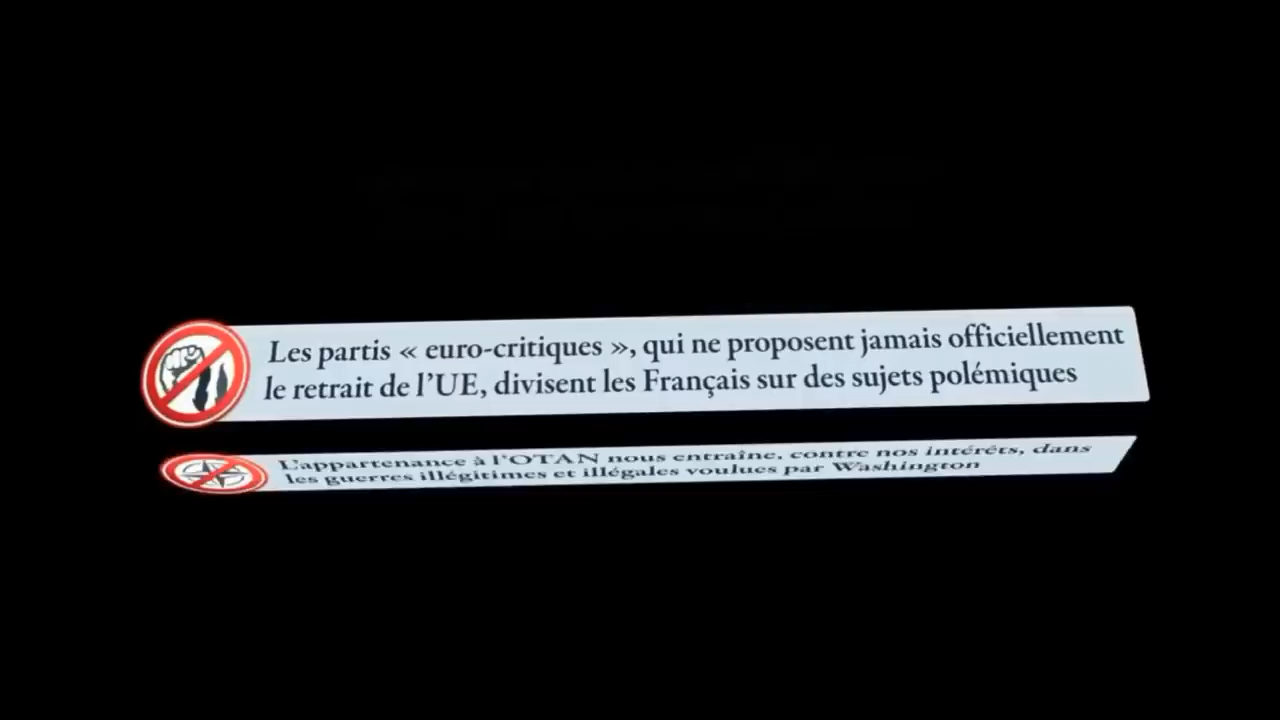 Les partis « euro-critiques », qui ne proposent jamais officiellement
le retrait de l’UE, divisent les Français sur des sujets polémiques
L’appartenance à l’OTAN nous entraîne, contre nos intérêts, dans
les guerres illégitimes et illégales voulues par Washington